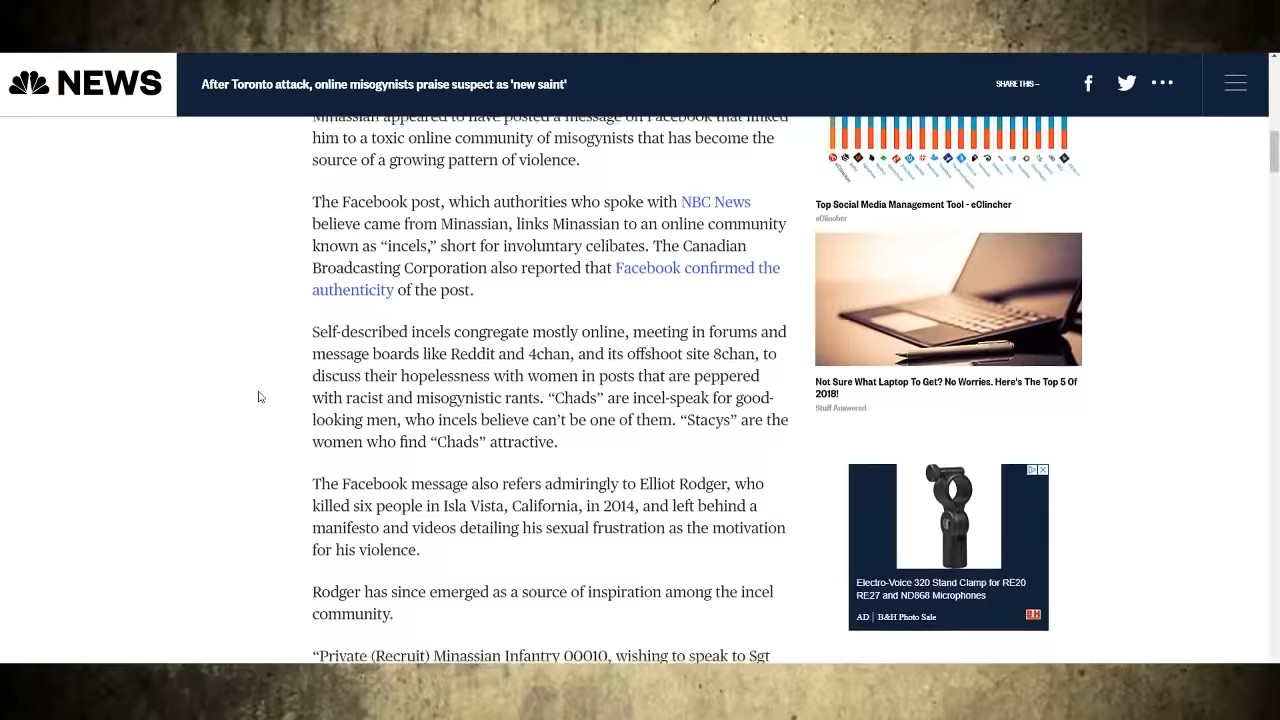 NEWS
After Toronto attack, online misogynists praise suspect as 'new saint'
SHARE THIS —
Minassian appeared to have posted a message on Facebook that linked
him to a toxic online community of misogynists that has become the
source of a growing pattern of violence.
The Facebook post, which authorities who spoke with NBC News
believe came from Minassian, links Minassian to an online community
known as “incels,” short for involuntary celibates. The Canadian
Broadcasting Corporation also reported that Facebook confirmed the
authenticity of the post.
Self-described incels congregate mostly online, meeting in forums and
message boards like Reddit and 4chan, and its offshoot site 8chan, to
discuss their hopelessness with women in posts that are peppered
with racist and misogynistic rants. “Chads” are incel-speak for good-
looking men, who incels believe can’t be one of them. “Stacys” are the
women who find “Chads” attractive.
The Facebook message also refers admiringly to Elliot Rodger, who
killed six people in Isla Vista, California, in 2014, and left behind a
manifesto and videos detailing his sexual frustration as the motivation
for his violence.
Rodger has since emerged as a source of inspiration among the incel
community.
“Private (Recruit) Minassian Infantry 00010, wishing to speak to Sgt
eClincher
Top Social Media Management Tool - eClincher
eClincher
Not Sure What Laptop To Get? No Worries. Here's The Top 5 Of
2018!
Stuff Answered
Electro-Voice 320 Stand Clamp for RE20
RE27 and ND868 Microphones
AD | B&H Photo Sale
B&H